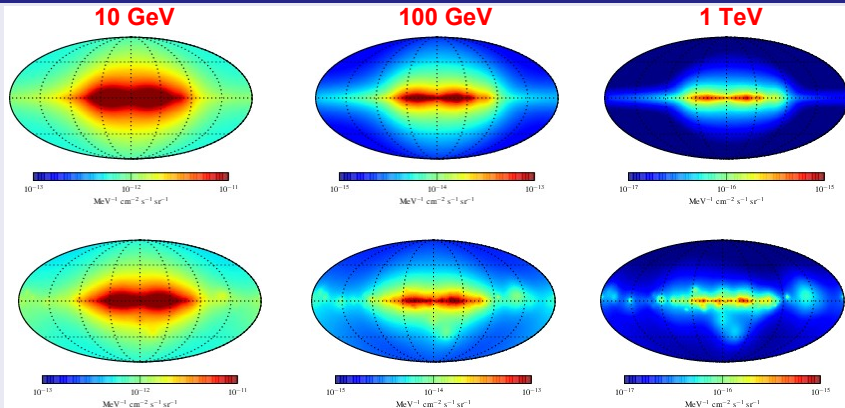 10 GeV 100 GeV 1 TeV
10⁻¹³ 10⁻¹² 10⁻¹¹ 10⁻¹⁵ 10⁻¹⁴ 10⁻¹³ 10⁻¹⁷ 10⁻¹⁶ 10⁻¹⁵
MeV⁻¹ cm⁻² s⁻¹ sr⁻¹ MeV⁻¹ cm⁻² s⁻¹ sr⁻¹ MeV⁻¹ cm⁻² s⁻¹ sr⁻¹
10⁻¹³ 10⁻¹² 10⁻¹¹ 10⁻¹⁵ 10⁻¹⁴ 10⁻¹³ 10⁻¹⁷ 10⁻¹⁶ 10⁻¹⁵
MeV⁻¹ cm⁻² s⁻¹ sr⁻¹ MeV⁻¹ cm⁻² s⁻¹ sr⁻¹ MeV⁻¹ cm⁻² s⁻¹ sr⁻¹